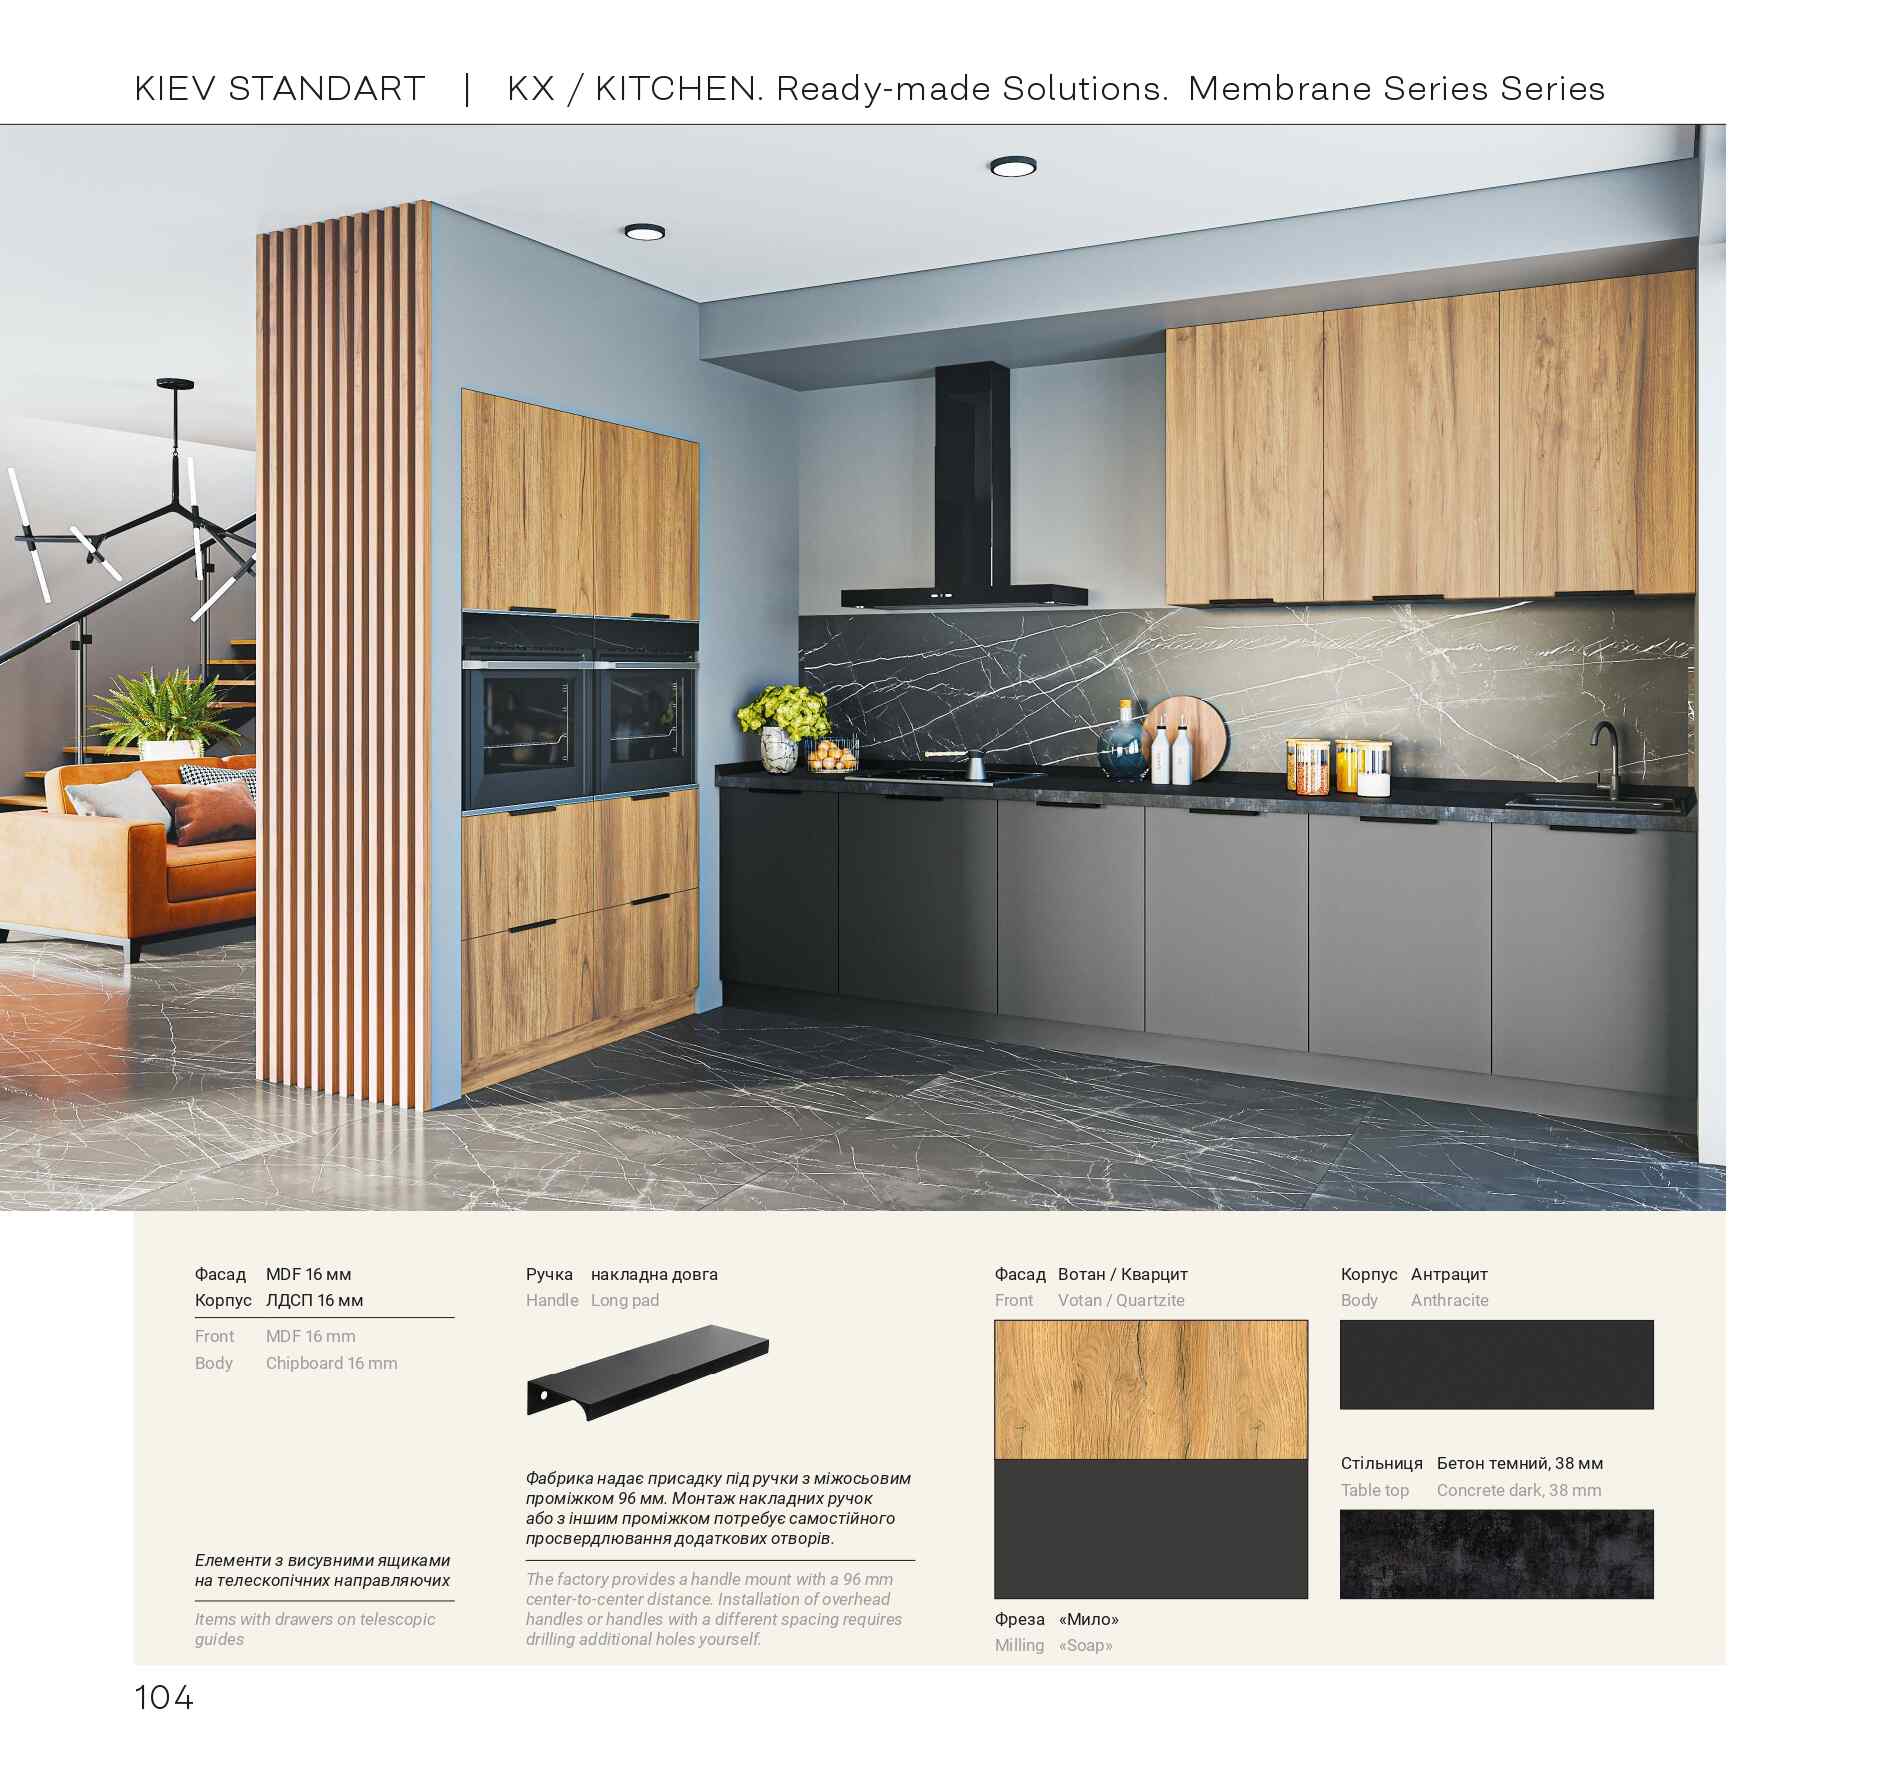 KIEV STANDART | KX / KITCHEN. Ready-made Solutions. Membrane Series Series
Фасад MDF 16 мм
Корпус ЛДСП 16 мм
Front MDF 16 mm
Body Chipboard 16 mm
Елементи з висувними ящиками
на телескопічних направляючих
Items with drawers on telescopic
guides
Ручка накладна довга
Handle Long pad
Фабрика надає присадку під ручки з міжосьовим
проміжком 96 мм. Монтаж накладних ручок
або з іншим проміжком потребує самостійного
просвердлювання додаткових отворів.
The factory provides a handle mount with a 96 mm
center-to-center distance. Installation of overhead
handles or handles with a different spacing requires
drilling additional holes yourself.
Фасад Вотан / Кварцит
Front Votan / Quartzite
Фреза «Мило»
Milling «Soap»
Корпус Антрацит
Body Anthracite
Стільниця Бетон темний, 38 мм
Table top Concrete dark, 38 mm
104